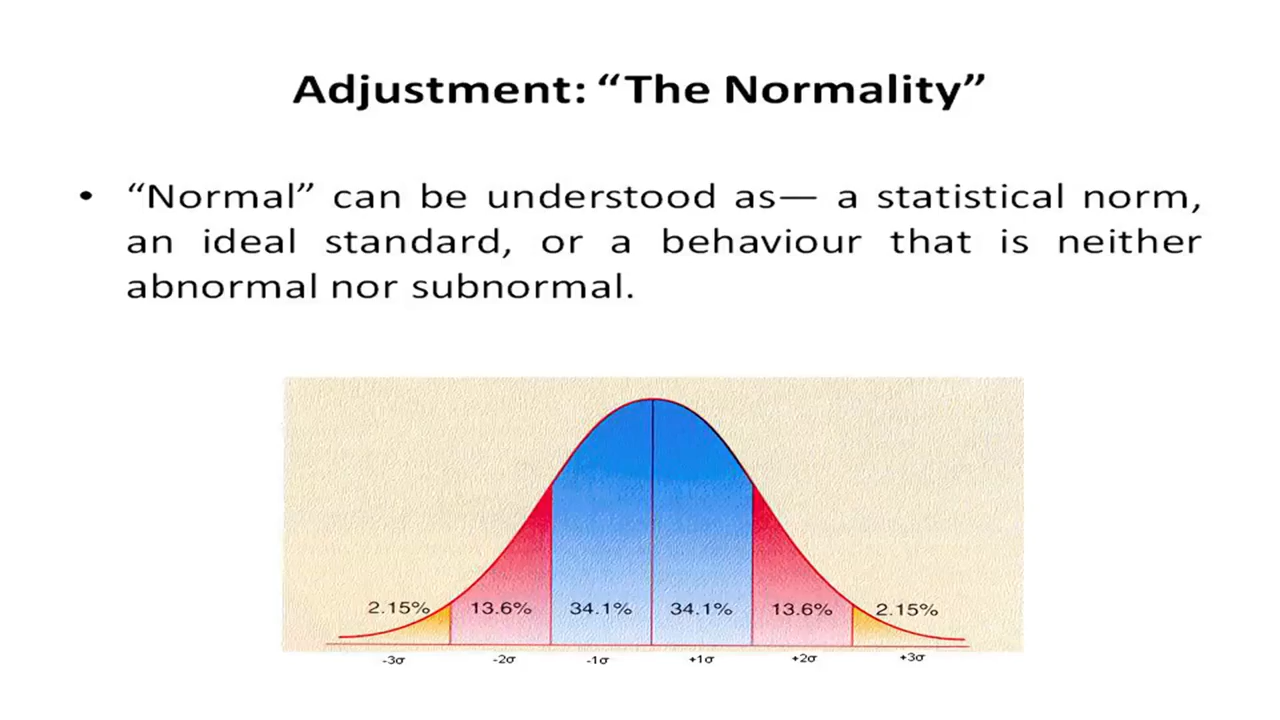 Adjustment: “The Normality”
• “Normal” can be understood as— a statistical norm,
an ideal standard, or a behaviour that is neither
abnormal nor subnormal.
2.15% 13.6% 34.1% 34.1% 13.6% 2.15%
-3σ -2σ -1σ +1σ +2σ +3σ